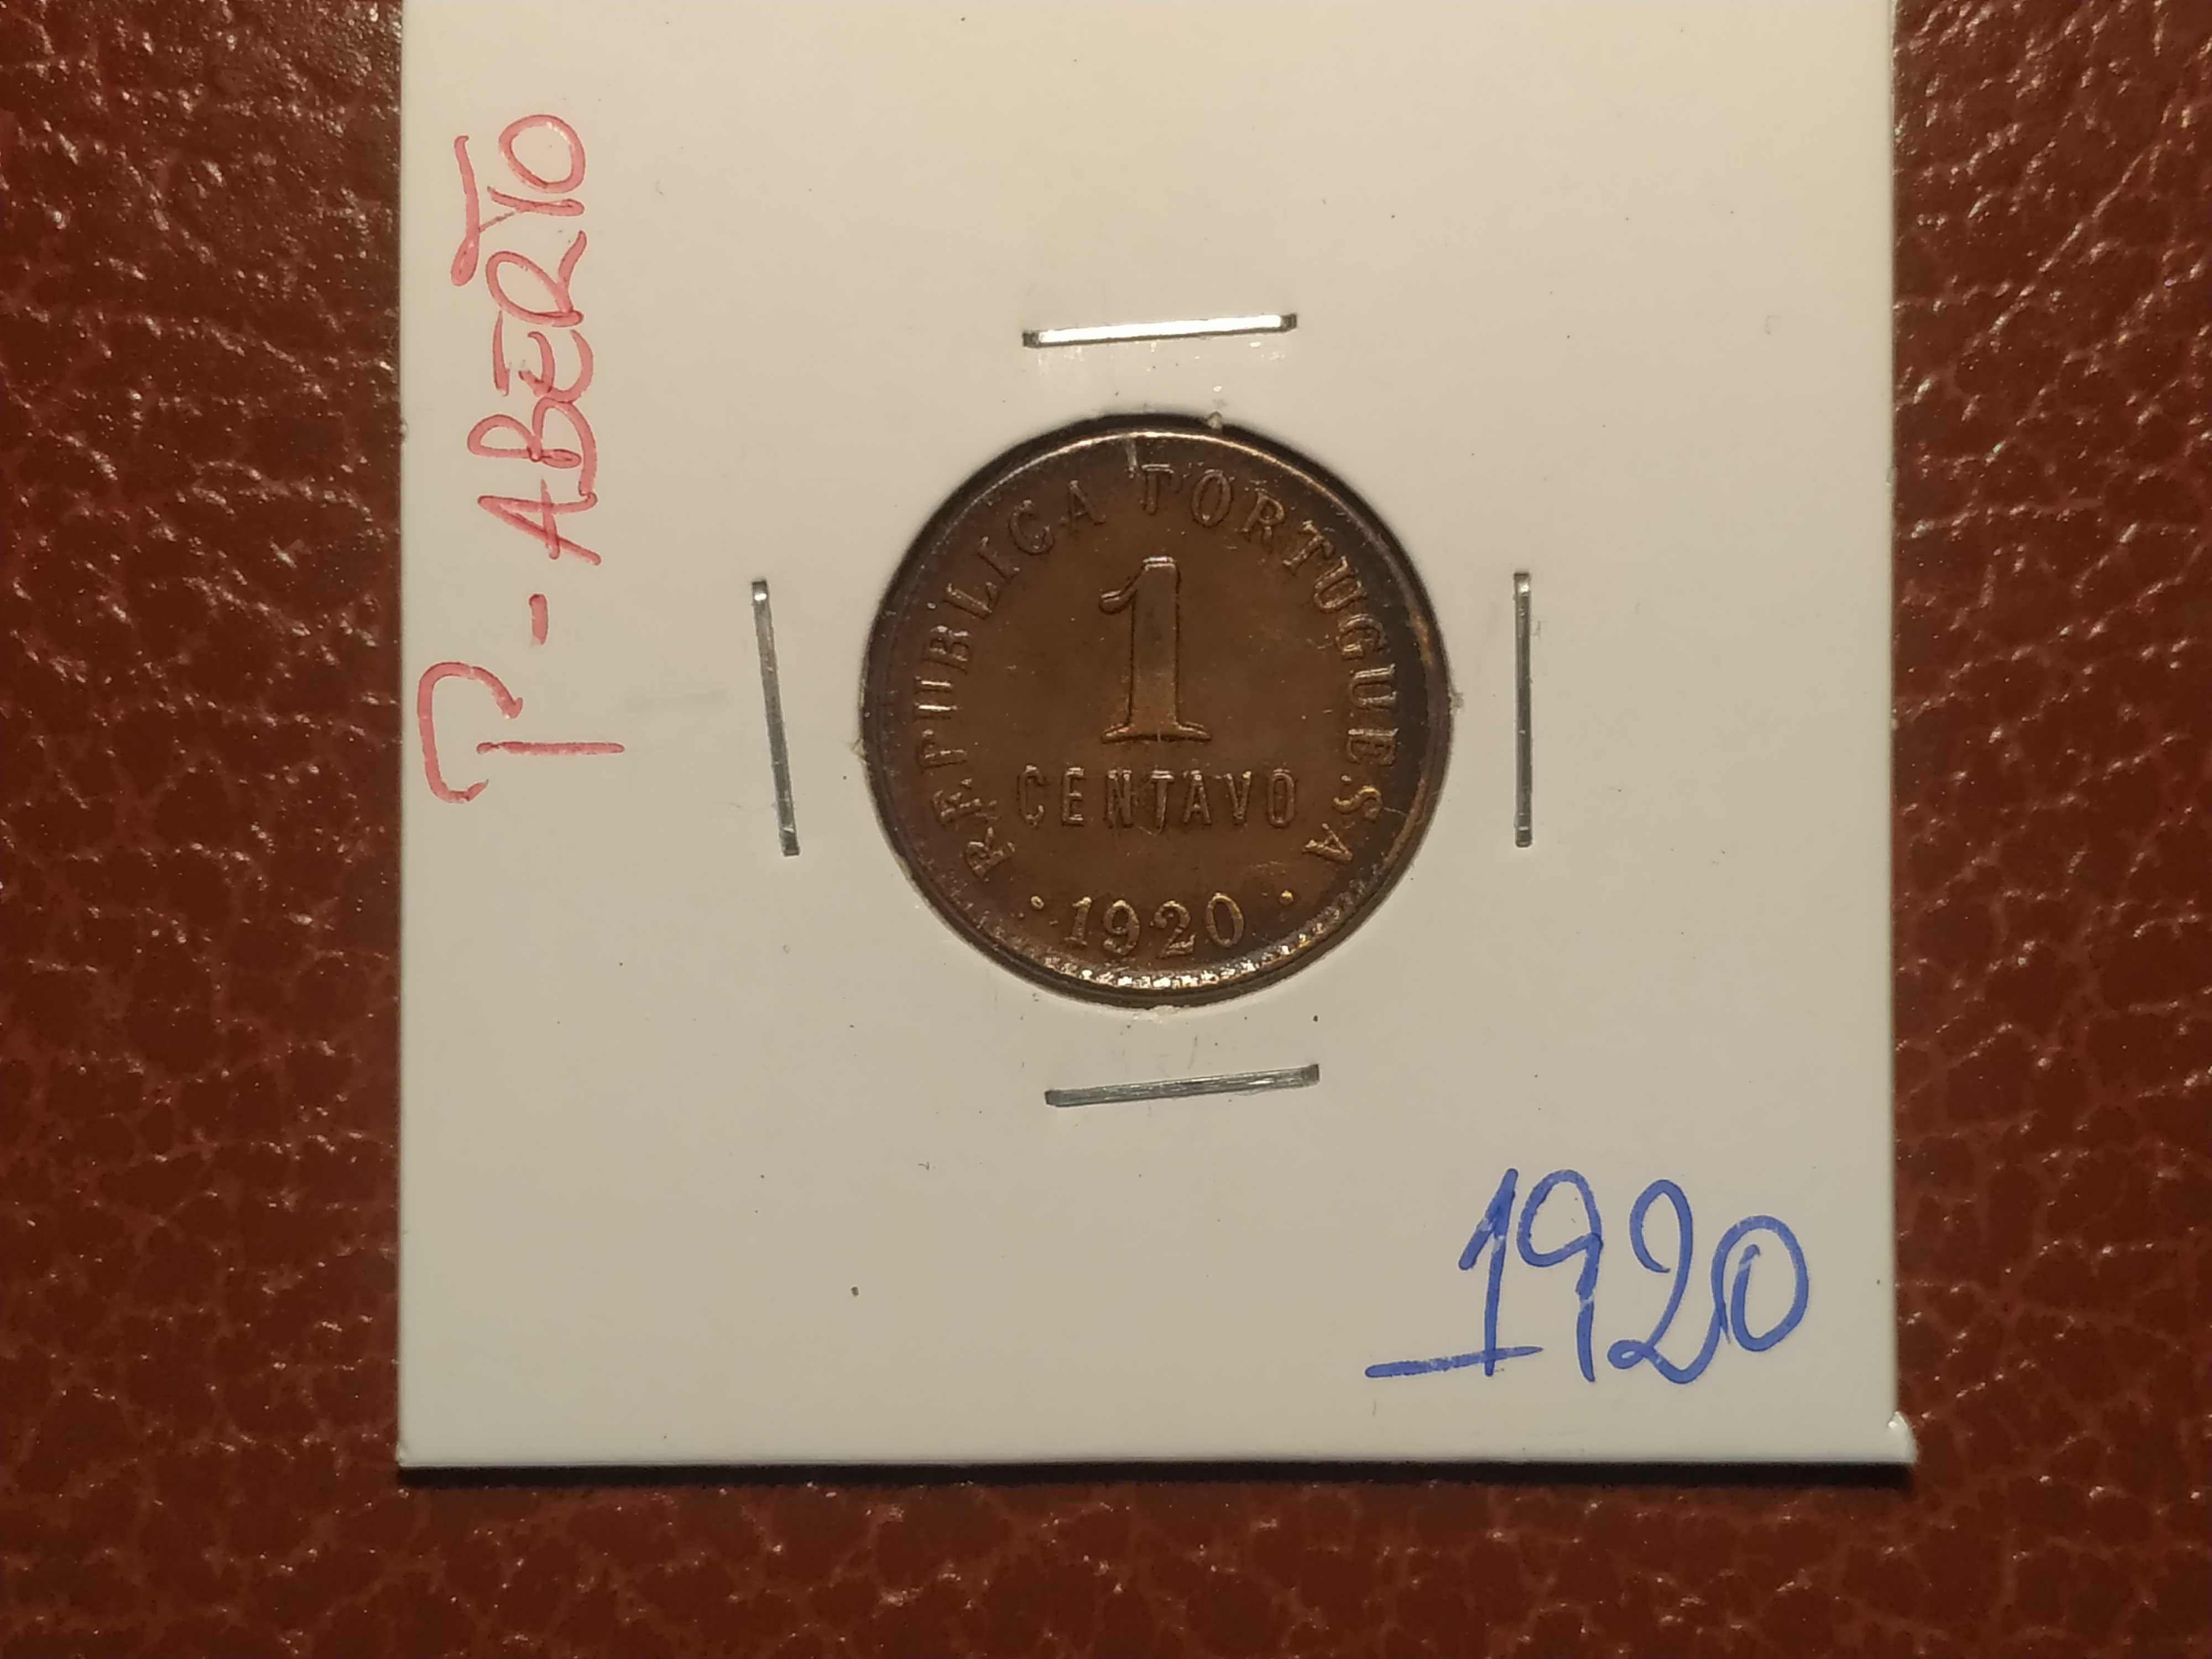 P - ABERTO
REPUBLICA PORTUGUESA
1
CENTAVO
• 1920 •
1920